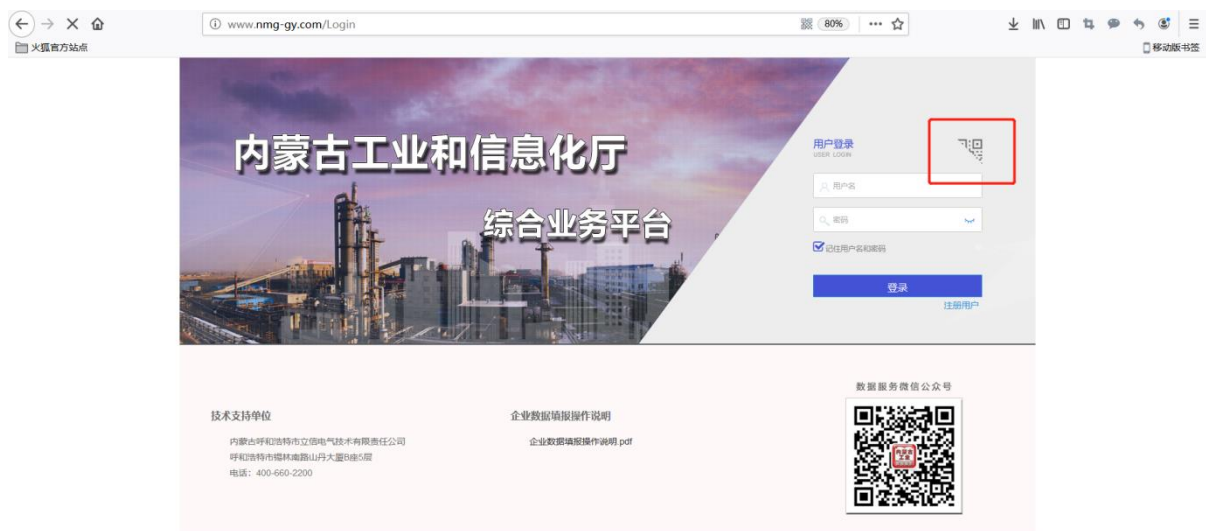 www.nmg-gy.com/Login
80%
火狐官方站点
移动版书签
内蒙古工业和信息化厅
综合业务平台
用户登录
USER LOGIN
用户名
密码
记住用户名和密码
登录
注册用户
数据服务微信公众号
技术支持单位
企业数据填报操作说明
内蒙古呼和浩特市立信电气技术有限责任公司
企业数据填报操作说明.pdf
呼和浩特市锡林南路山丹大厦B座5层
电话：400-660-2200
内蒙古
工业